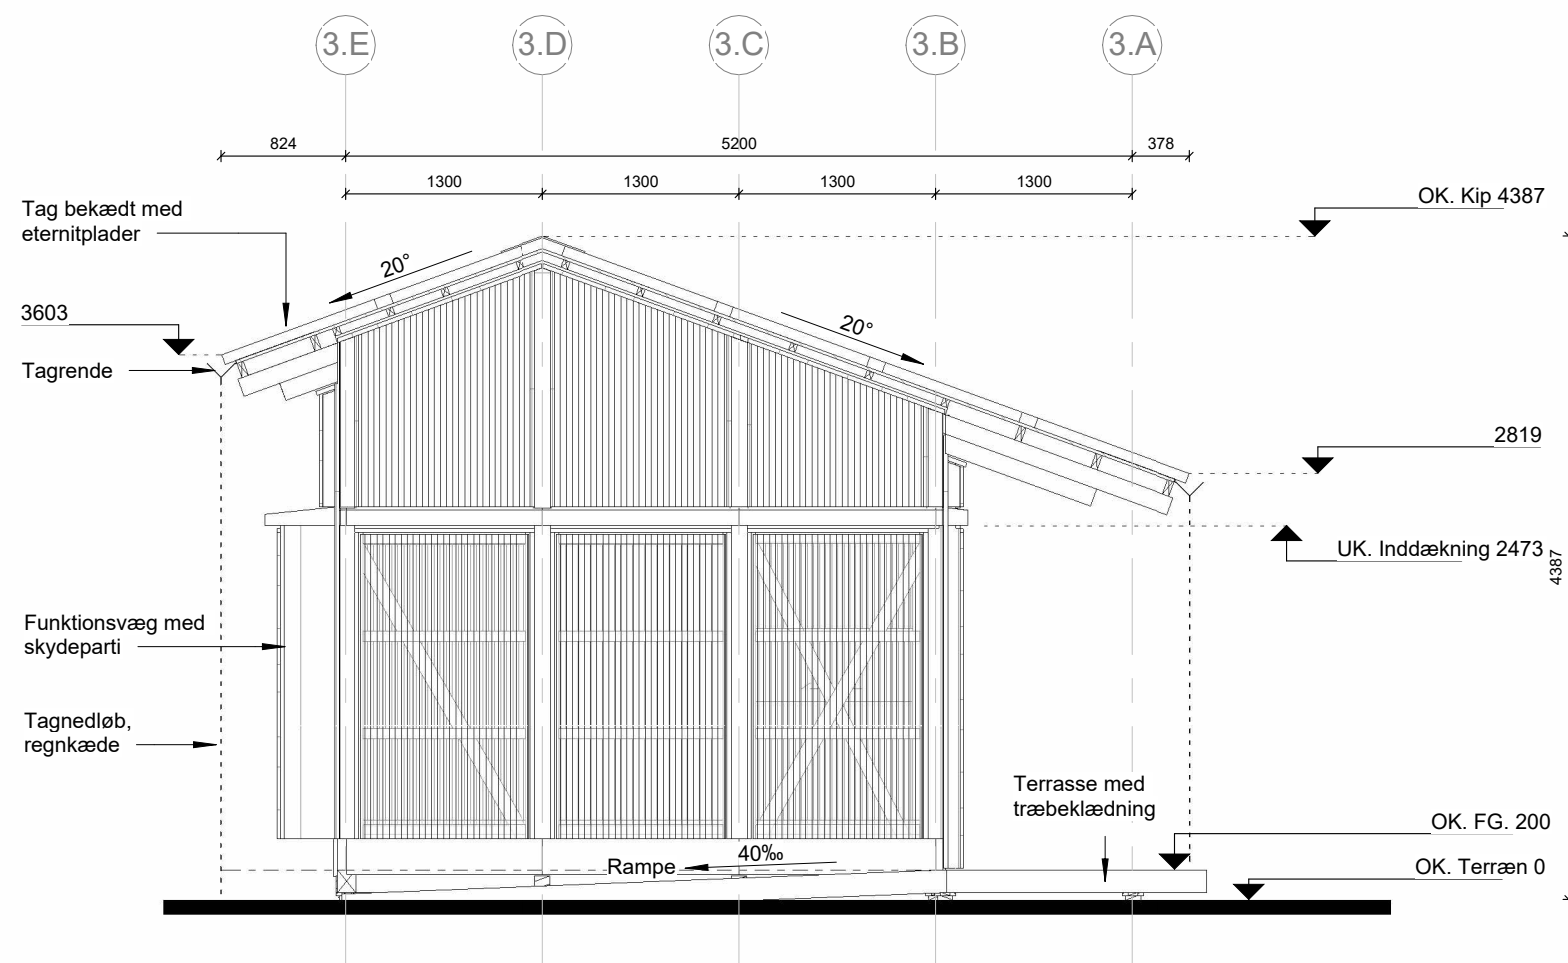 3.E
3.D
3.C
3.B
3.A
824
5200
378
1300
1300
1300
1300
Tag bekædt med
eternitplader
OK. Kip 4387
20°
3603
20°
Tagrende
2819
UK. Inddækning 2473
4387
Funktionsvæg med
skydeparti
Tagnedløb,
regnkæde
Terrasse med
træbeklædning
OK. FG. 200
Rampe
40‰
OK. Terræn 0